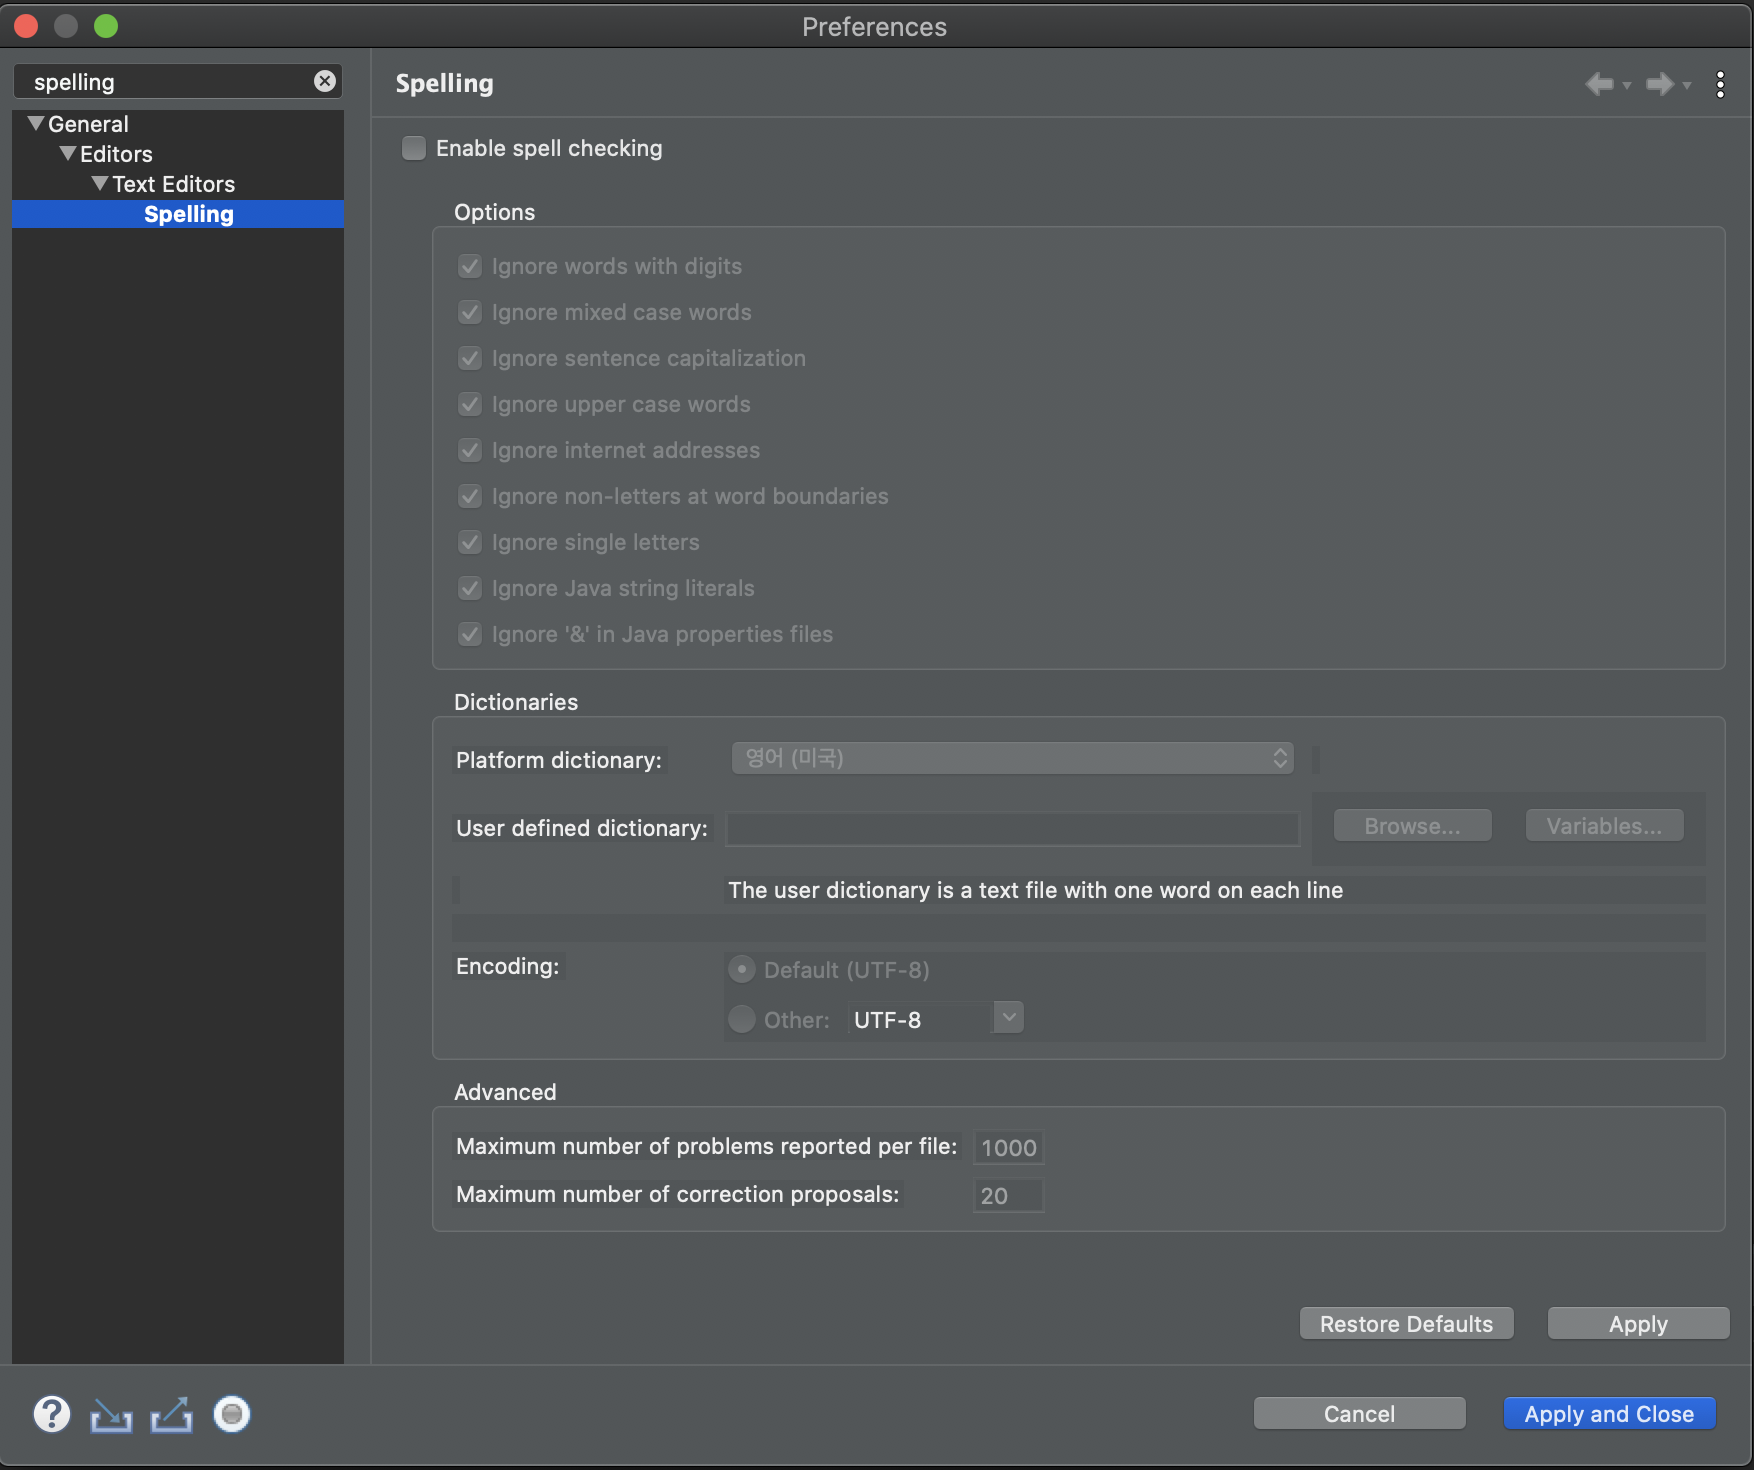 Preferences
spelling
General
Editors
Text Editors
Spelling
Spelling
Enable spell checking
Options
Ignore words with digits
Ignore mixed case words
Ignore sentence capitalization
Ignore upper case words
Ignore internet addresses
Ignore non-letters at word boundaries
Ignore single letters
Ignore Java string literals
Ignore '&' in Java properties files
Dictionaries
Platform dictionary: 영어 (미국)
User defined dictionary: Browse... Variables...
The user dictionary is a text file with one word on each line
Encoding: Default (UTF-8)
Other: UTF-8
Advanced
Maximum number of problems reported per file: 1000
Maximum number of correction proposals: 20
Restore Defaults Apply
Cancel Apply and Close